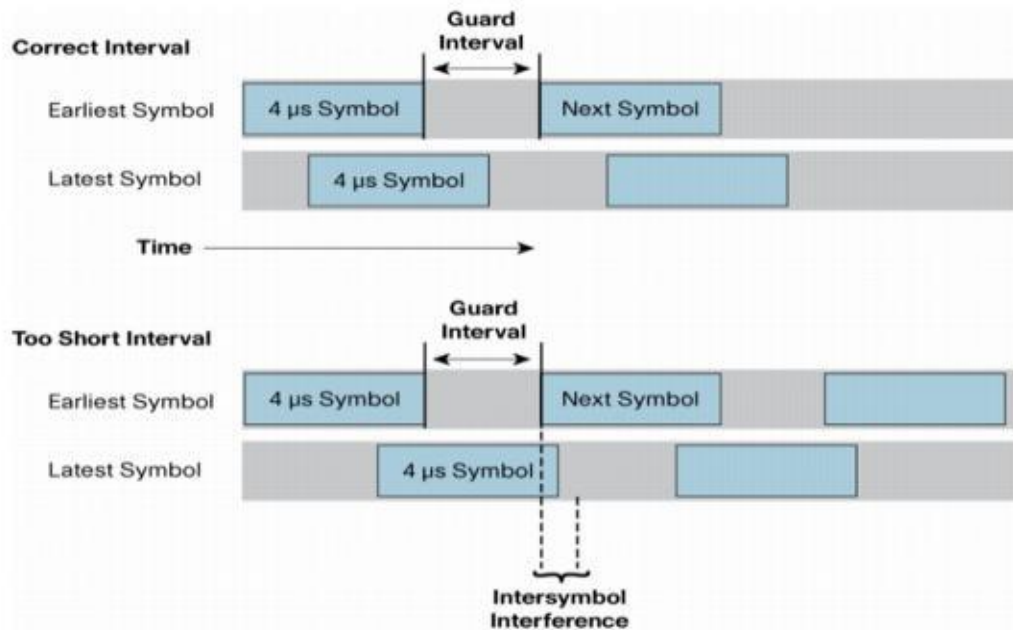 Guard
Interval
Correct Interval
Earliest Symbol
4 µs Symbol
Next Symbol
Latest Symbol
4 µs Symbol
Time
Guard
Interval
Too Short Interval
Earliest Symbol
4 µs Symbol
Next Symbol
Latest Symbol
4 µs Symbol
Intersymbol
Interference